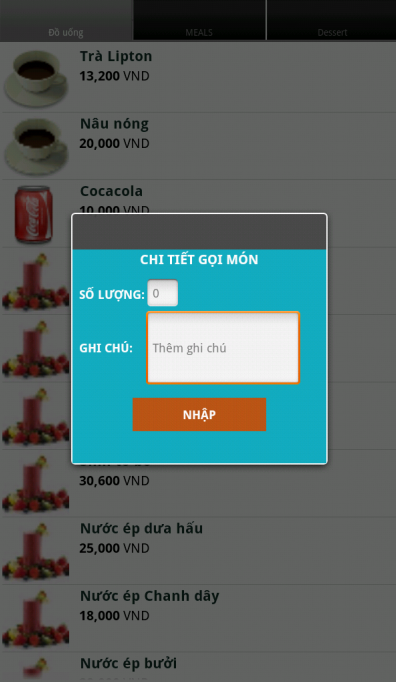 Đồ uống
MEALS
Dessert
Trà Lipton
13,200 VND
Nâu nóng
20,000 VND
Cocacola
10,000 VND
CHI TIẾT GỌI MÓN
SỐ LƯỢNG: 0
GHI CHÚ: Thêm ghi chú
NHẬP
30,600 VND
Nước ép dưa hấu
25,000 VND
Nước ép Chanh dây
18,000 VND
Nước ép bưởi